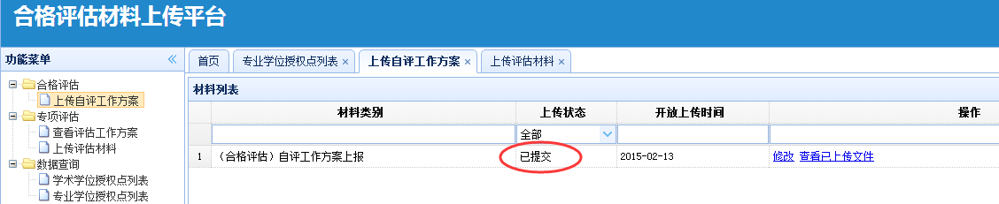 合格评估材料上传平台
功能菜单
合格评估
上传自评工作方案
专项评估
查看评估工作方案
上传评估材料
数据查询
学术学位授权点列表
专业学位授权点列表
首页 专业学位授权点列表 上传自评工作方案 上传评估材料
材料列表
材料类别 上传状态 开放上传时间 操作
全部
1 （合格评估）自评工作方案上报 已提交 2015-02-13 修改 查看已上传文件